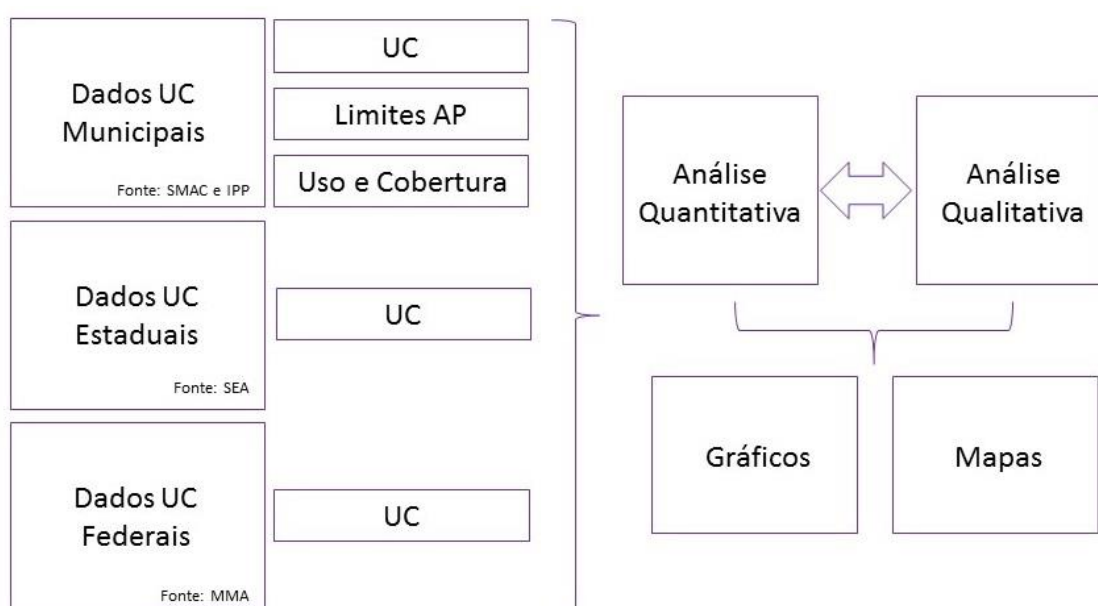 Dados UC
Municipais
Fonte: SMAC e IPP
UC
Limites AP
Uso e Cobertura
Dados UC
Estaduais
Fonte: SEA
UC
Dados UC
Federais
Fonte: MMA
UC
Análise
Quantitativa
Análise
Qualitativa
Gráficos
Mapas